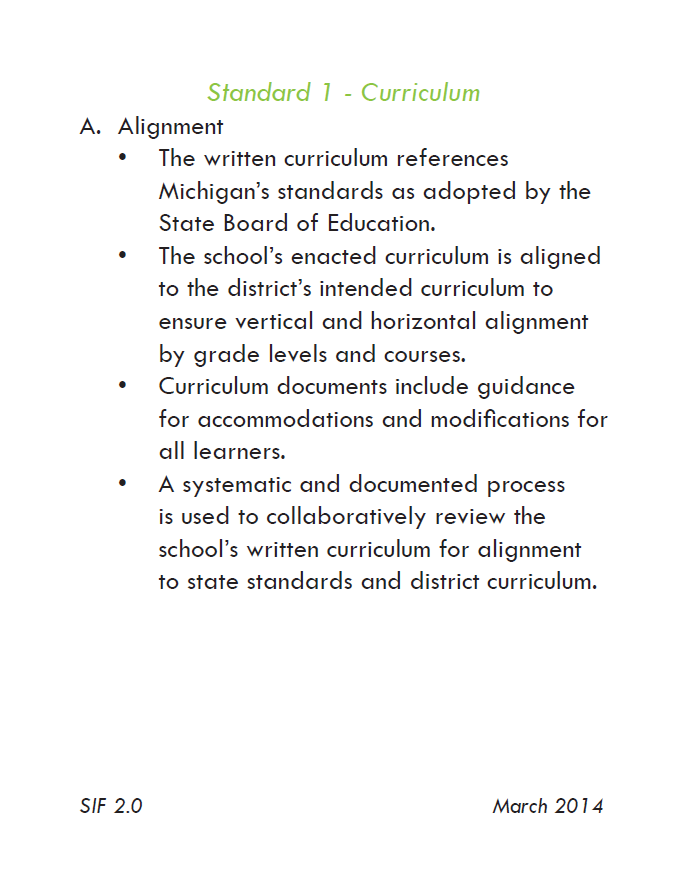 Standard 1 - Curriculum
A. Alignment
• The written curriculum references
Michigan’s standards as adopted by the
State Board of Education.
• The school’s enacted curriculum is aligned
to the district’s intended curriculum to
ensure vertical and horizontal alignment
by grade levels and courses.
• Curriculum documents include guidance
for accommodations and modifications for
all learners.
• A systematic and documented process
is used to collaboratively review the
school’s written curriculum for alignment
to state standards and district curriculum.
SIF 2.0 March 2014